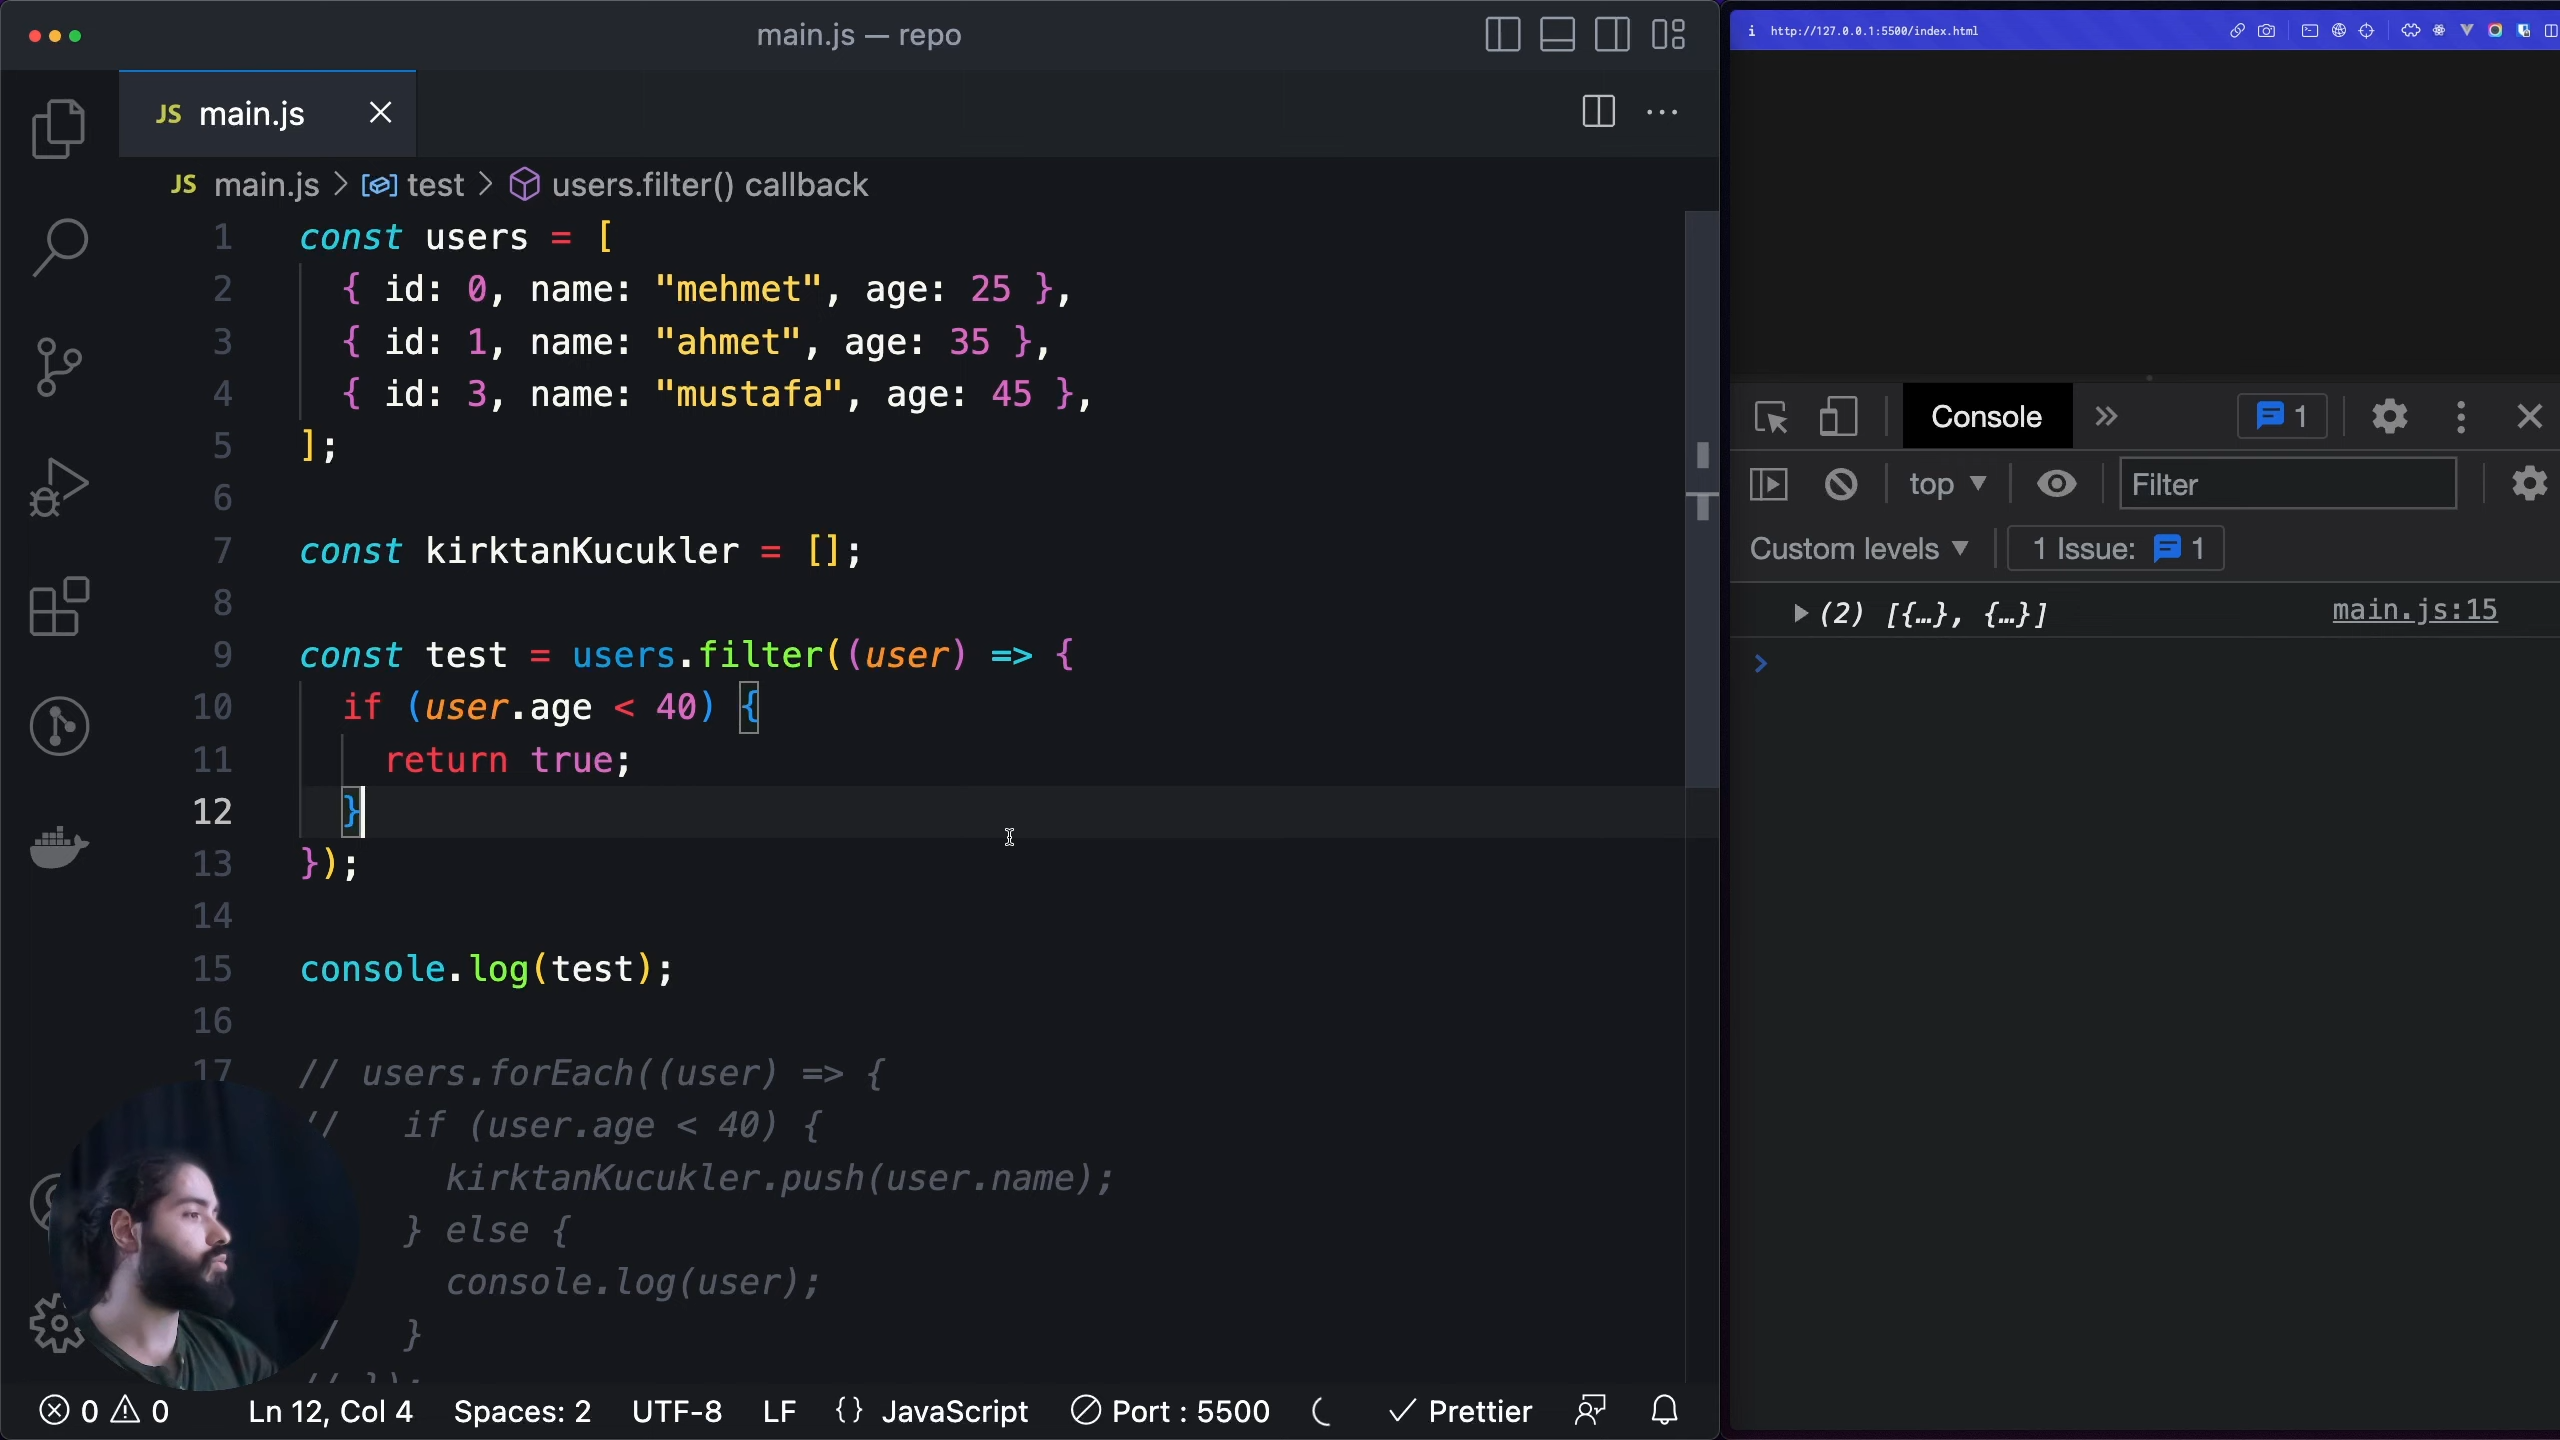 main.js — repo
JS main.js
JS main.js > test > users.filter() callback
1 const users = [
2 { id: 0, name: "mehmet", age: 25 },
3 { id: 1, name: "ahmet", age: 35 },
4 { id: 3, name: "mustafa", age: 45 },
5 ];
6
7 const kirktanKucukler = [];
8
9 const test = users.filter((user) => {
10 if (user.age < 40) {
11 return true;
12 }
13 });
14
15 console.log(test);
16
17 // users.forEach((user) => {
// if (user.age < 40) {
kirktanKucukler.push(user.name);
} else {
console.log(user);
/ }
// });
0 0 Ln 12, Col 4 Spaces: 2 UTF-8 LF {} JavaScript Port : 5500 Prettier
i http://127.0.0.1:5500/index.html
Console » 1
top Filter
Custom levels 1 Issue: 1
(2) [{…}, {…}] main.js:15
>